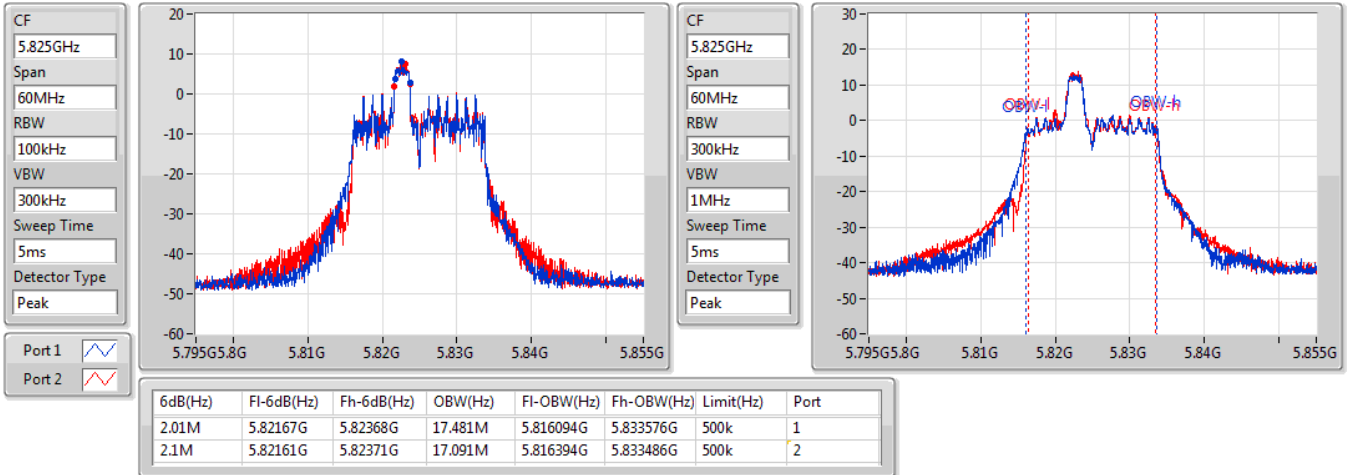 CF
5.825GHz
Span
60MHz
RBW
100kHz
VBW
300kHz
Sweep Time
5ms
Detector Type
Peak
Port 1
Port 2
20
10
0
-10
-20
-30
-40
-50
-60
5.795G 5.8G 5.81G 5.82G 5.83G 5.84G 5.855G
CF
5.825GHz
Span
60MHz
RBW
300kHz
VBW
1MHz
Sweep Time
5ms
Detector Type
Peak
30
20
10
0
-10
-20
-30
-40
-50
-60
OBW-l OBW-h
5.795G 5.8G 5.81G 5.82G 5.83G 5.84G 5.855G
6dB(Hz) Fl-6dB(Hz) Fh-6dB(Hz) OBW(Hz) Fl-OBW(Hz) Fh-OBW(Hz) Limit(Hz) Port
2.01M 5.82167G 5.82368G 17.481M 5.816094G 5.833576G 500k 1
2.1M 5.82161G 5.82371G 17.091M 5.816394G 5.833486G 500k 2